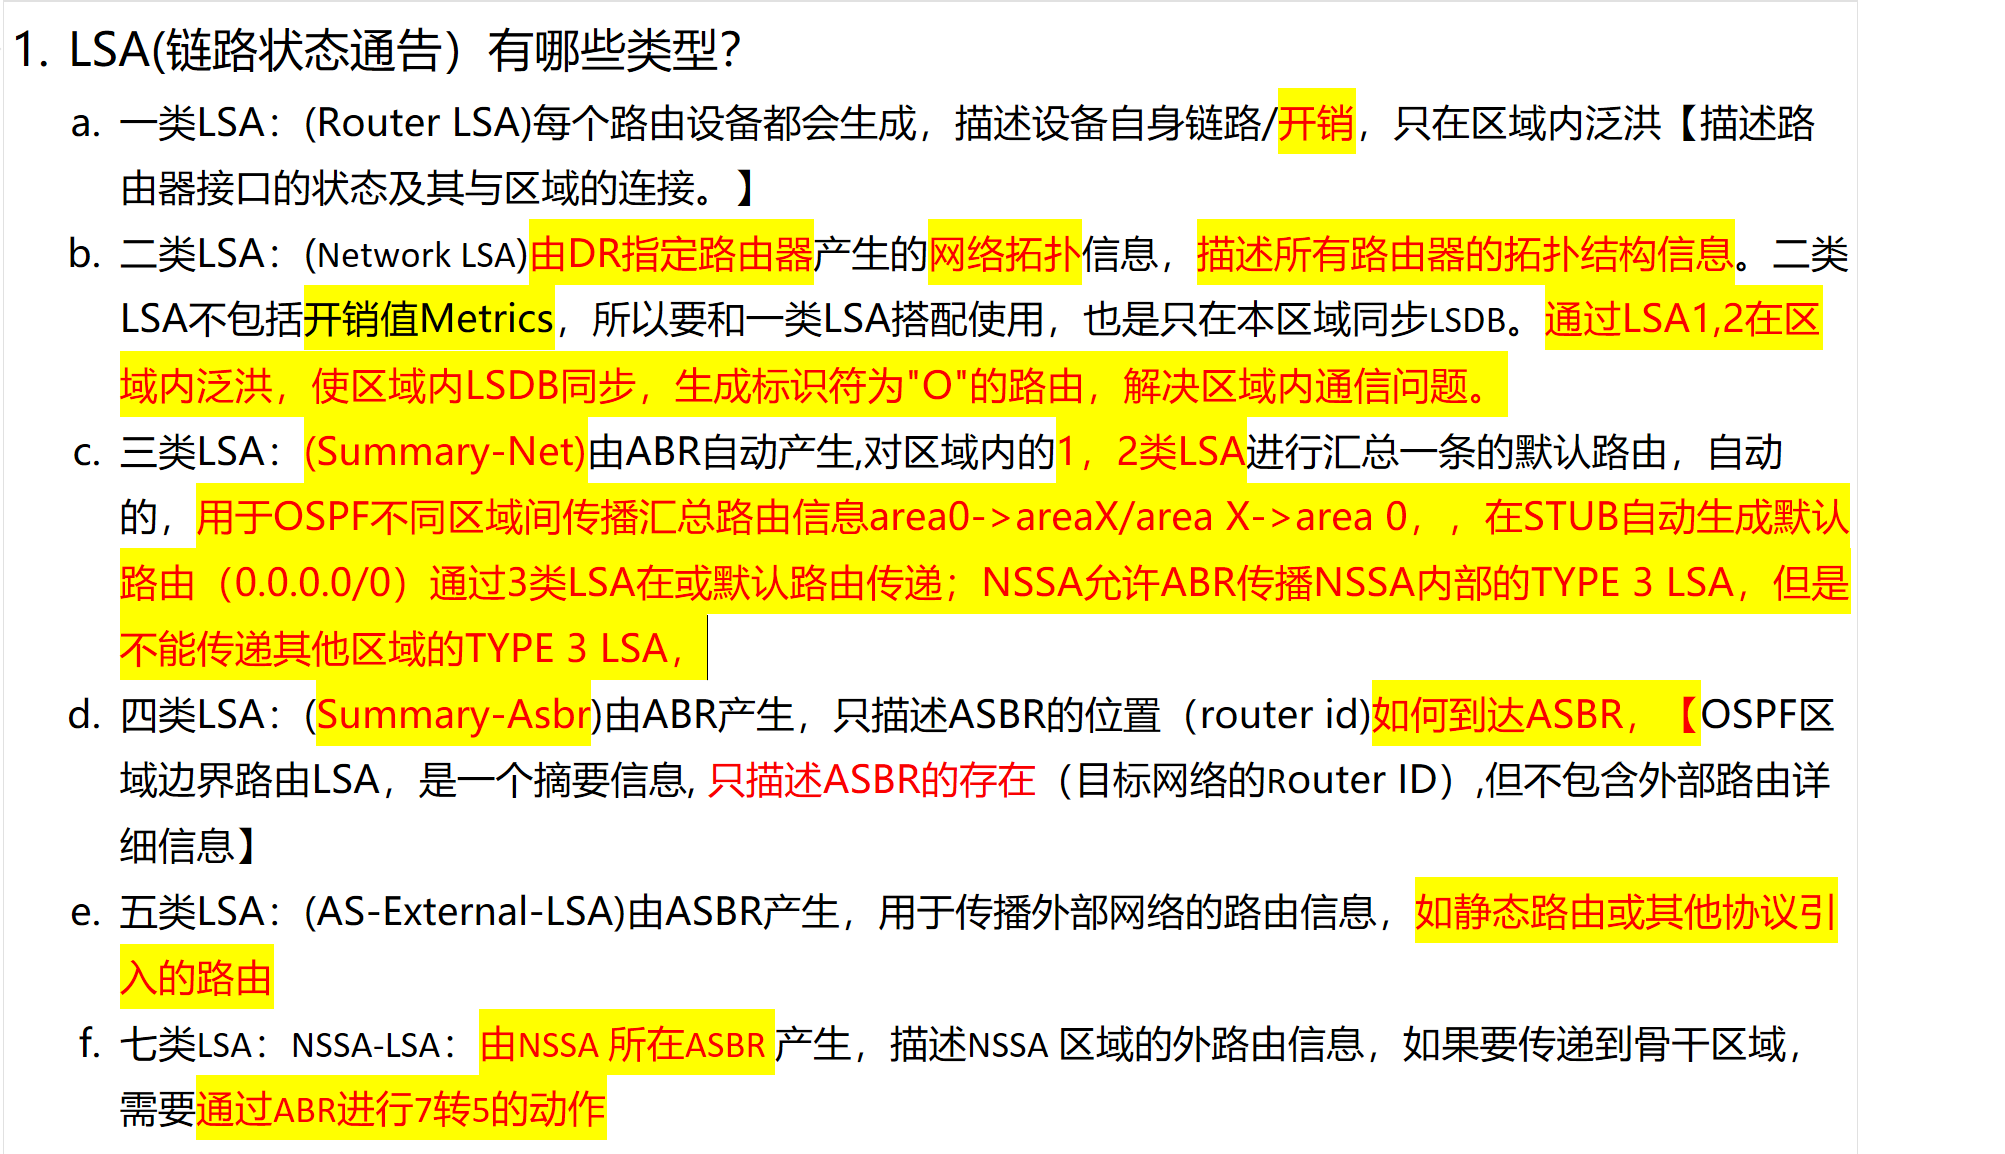 1. LSA(链路状态通告）有哪些类型？
a. 一类LSA：(Router LSA)每个路由设备都会生成，描述设备自身链路/开销，只在区域内泛洪【描述路
由器接口的状态及其与区域的连接。】
b. 二类LSA：(Network LSA)由DR指定路由器产生的网络拓扑信息，描述所有路由器的拓扑结构信息。二类
LSA不包括开销值Metrics，所以要和一类LSA搭配使用，也是只在本区域同步LSDB。通过LSA1,2在区
域内泛洪，使区域内LSDB同步，生成标识符为"O"的路由，解决区域内通信问题。
c. 三类LSA：(Summary-Net)由ABR自动产生,对区域内的1，2类LSA进行汇总一条的默认路由，自动
的，用于OSPF不同区域间传播汇总路由信息area0->areaX/area X->area 0，，在STUB自动生成默认
路由（0.0.0.0/0）通过3类LSA在或默认路由传递；NSSA允许ABR传播NSSA内部的TYPE 3 LSA，但是
不能传递其他区域的TYPE 3 LSA，
d. 四类LSA：(Summary-Asbr)由ABR产生，只描述ASBR的位置（router id)如何到达ASBR，【OSPF区
域边界路由LSA，是一个摘要信息, 只描述ASBR的存在（目标网络的Router ID）,但不包含外部路由详
细信息】
e. 五类LSA：(AS-External-LSA)由ASBR产生，用于传播外部网络的路由信息，如静态路由或其他协议引
入的路由
f. 七类LSA：NSSA-LSA：由NSSA 所在ASBR 产生，描述NSSA 区域的外路由信息，如果要传递到骨干区域，
需要通过ABR进行7转5的动作